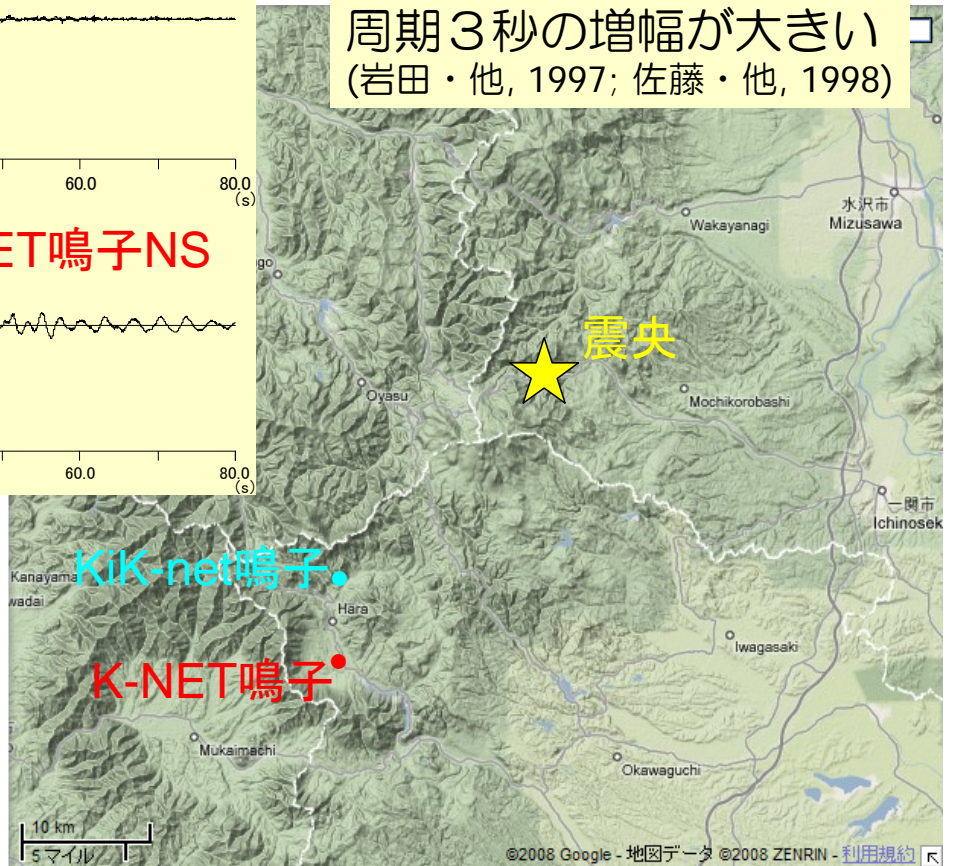 周期３秒の増幅が大きい
(岩田・他, 1997; 佐藤・他, 1998)
60.0
80.0
(s)
ET鳴子NS
60.0
80.0
(s)
水沢市
Mizusawa
Wakayanagi
go
震央
Oyasu
Mochikorobashi
一関市
Ichinosek
KiK-net鳴子
Kanayama
wadai
Hara
Iwagasaki
K-NET鳴子
Mukaimachi
Okawaguchi
10 km
5 マイル
©2008 Google - 地図データ ©2008 ZENRIN - 利用規約